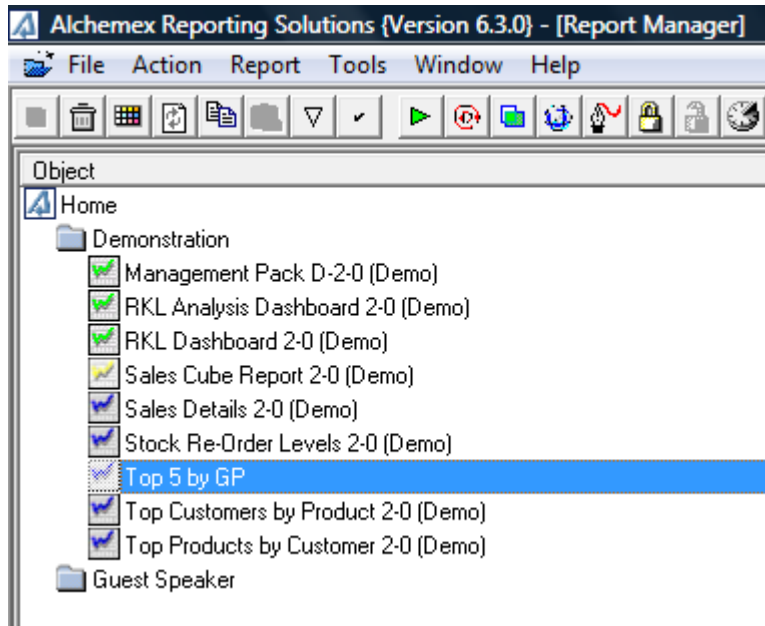 Alchemex Reporting Solutions {Version 6.3.0} - [Report Manager]
File Action Report Tools Window Help
Object
Home
Demonstration
Management Pack D-2-0 (Demo)
RKL Analysis Dashboard 2-0 (Demo)
RKL Dashboard 2-0 (Demo)
Sales Cube Report 2-0 (Demo)
Sales Details 2-0 (Demo)
Stock Re-Order Levels 2-0 (Demo)
Top 5 by GP
Top Customers by Product 2-0 (Demo)
Top Products by Customer 2-0 (Demo)
Guest Speaker